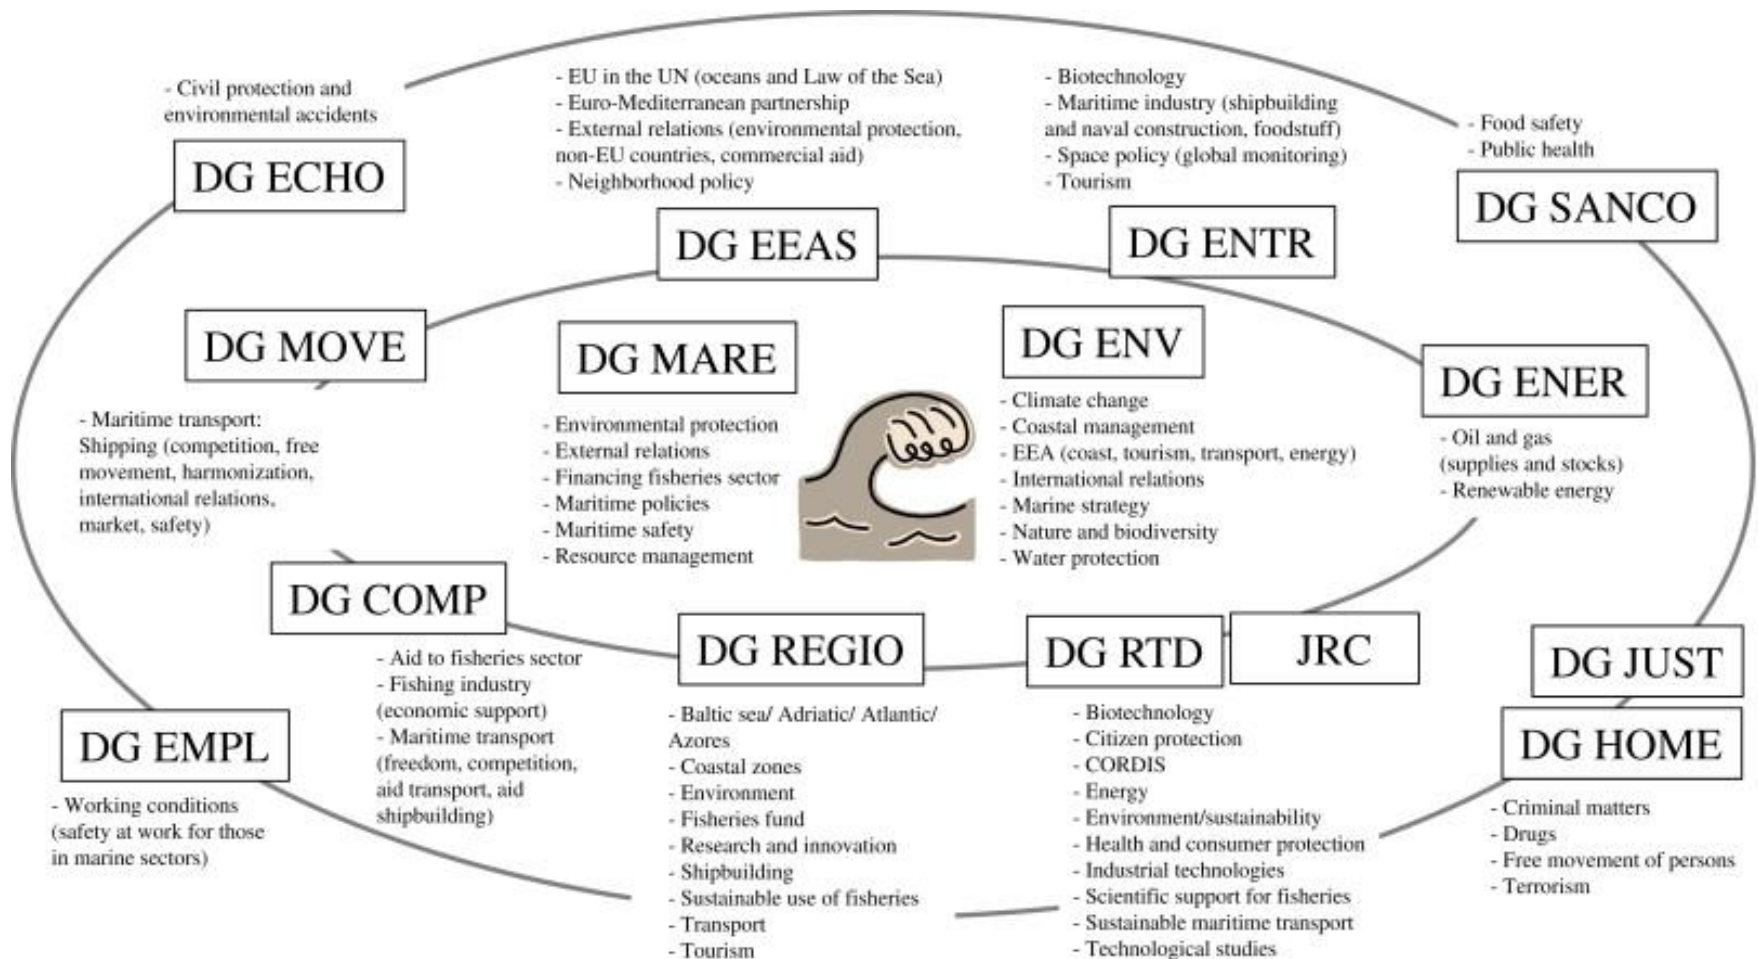 - Civil protection and
environmental accidents
DG ECHO
- EU in the UN (oceans and Law of the Sea)
- Euro-Mediterranean partnership
- External relations (environmental protection,
non-EU countries, commercial aid)
- Neighborhood policy
DG EEAS
- Biotechnology
- Maritime industry (shipbuilding
and naval construction, foodstuff)
- Space policy (global monitoring)
- Tourism
DG ENTR
- Food safety
- Public health
DG SANCO
DG MOVE
- Maritime transport:
Shipping (competition, free
movement, harmonization,
international relations,
market, safety)
DG MARE
- Environmental protection
- External relations
- Financing fisheries sector
- Maritime policies
- Maritime safety
- Resource management
DG ENV
- Climate change
- Coastal management
- EEA (coast, tourism, transport, energy)
- International relations
- Marine strategy
- Nature and biodiversity
- Water protection
DG ENER
- Oil and gas
(supplies and stocks)
- Renewable energy
DG COMP
- Aid to fisheries sector
- Fishing industry
(economic support)
- Maritime transport
(freedom, competition,
aid transport, aid
shipbuilding)
DG REGIO
- Baltic sea/ Adriatic/ Atlantic/
Azores
- Coastal zones
- Environment
- Fisheries fund
- Research and innovation
- Shipbuilding
- Sustainable use of fisheries
- Transport
- Tourism
DG RTD
JRC
- Biotechnology
- Citizen protection
- CORDIS
- Energy
- Environment/sustainability
- Health and consumer protection
- Industrial technologies
- Scientific support for fisheries
- Sustainable maritime transport
- Technological studies
DG EMPL
- Working conditions
(safety at work for those
in marine sectors)
DG JUST
DG HOME
- Criminal matters
- Drugs
- Free movement of persons
- Terrorism